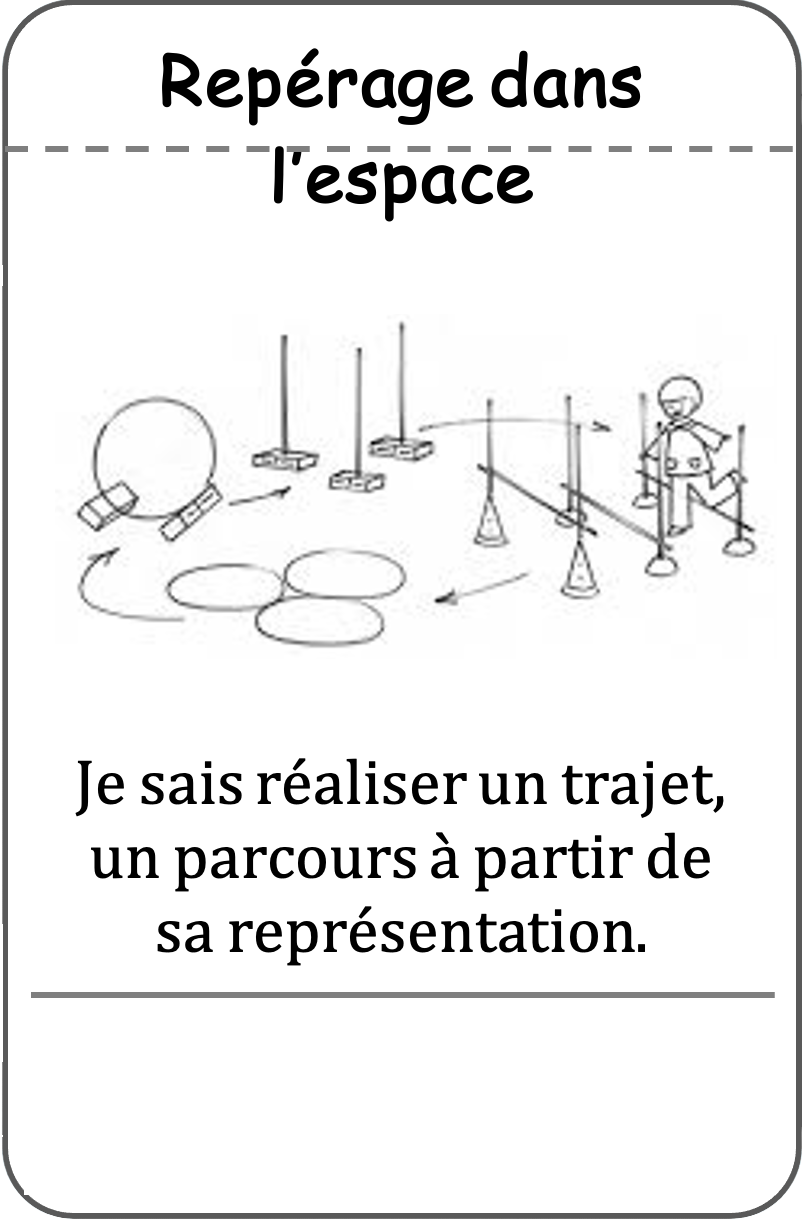 Repérage dans
l'espace
Je sais réaliser un trajet,
un parcours à partir de
sa représentation.